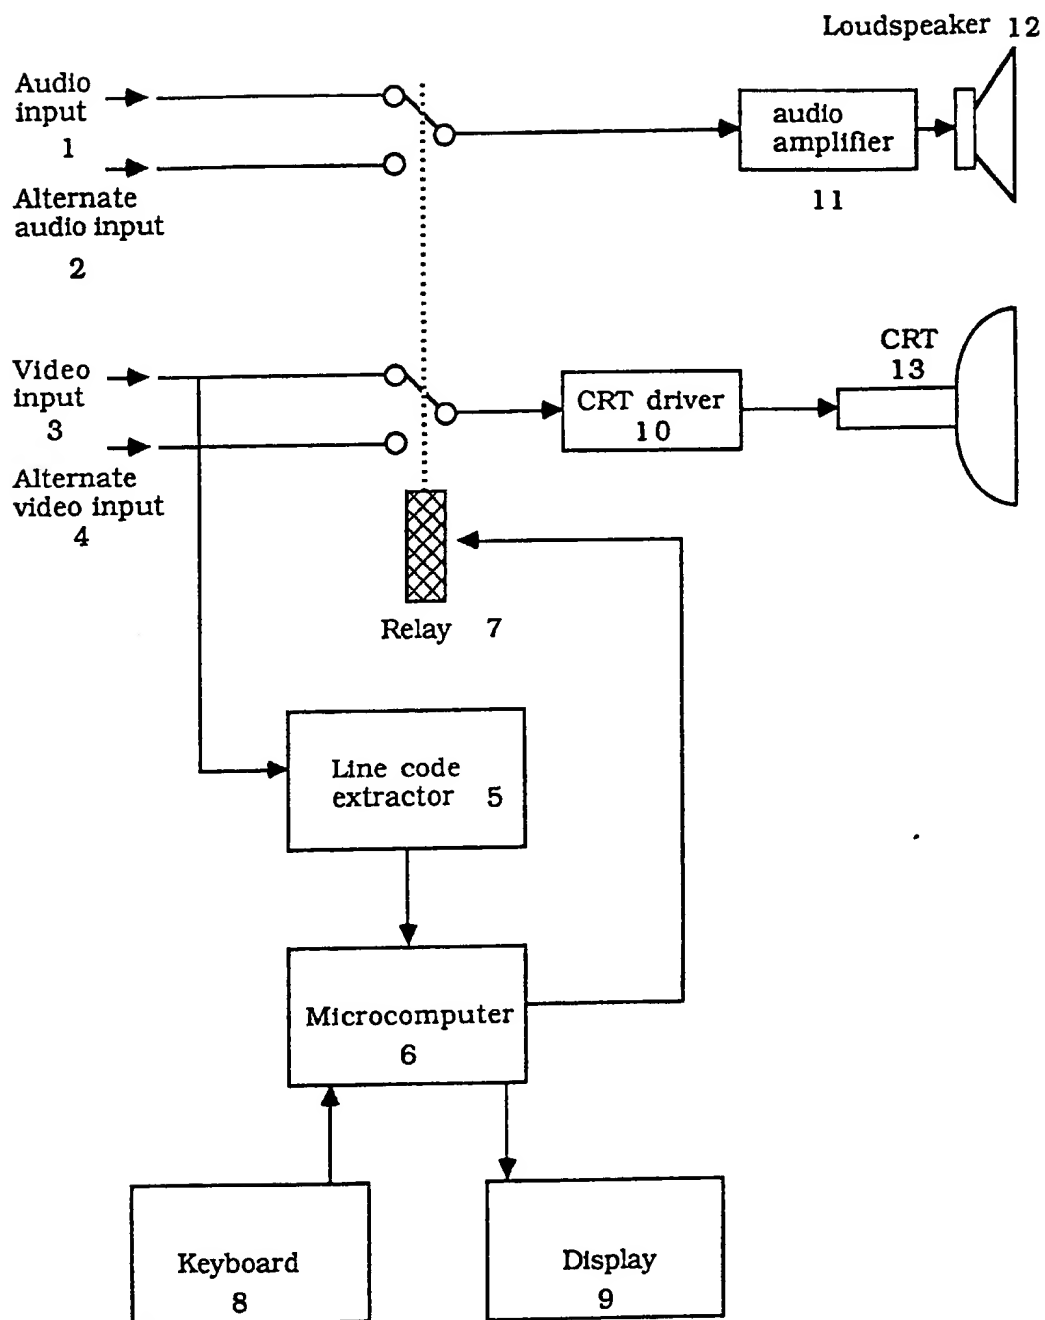 Loudspeaker 12
Audio
input
1
audio
amplifier
11
Alternate
audio input
2
CRT
13
Video
input
3
CRT driver
10
Alternate
video input
4
Relay 7
Line code
extractor 5
Microcomputer
6
Keyboard
8
Display
9